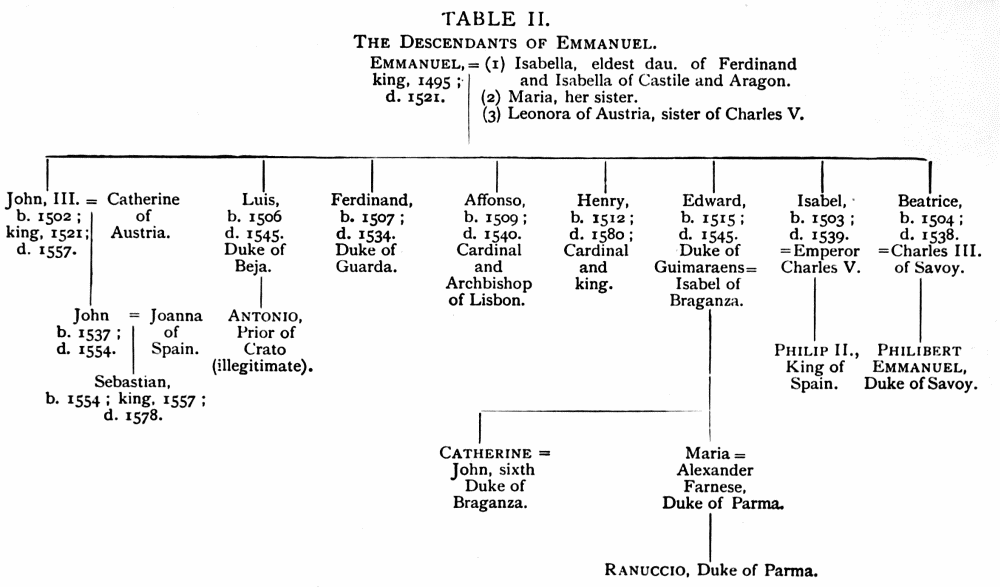 TABLE II.
THE DESCENDANTS OF EMMANUEL.
EMMANUEL, = (1) Isabella, eldest dau. of Ferdinand
king, 1495 ; and Isabella of Castile and Aragon.
d. 1521. (2) Maria, her sister.
(3) Leonora of Austria, sister of Charles V.
John, III. = Catherine
b. 1502 ; of
king, 1521; Austria.
d. 1557.
Luis,
b. 1506
d. 1545.
Duke of
Beja.
Ferdinand,
b. 1507 ;
d. 1534.
Duke of
Guarda.
Affonso,
b. 1509 ;
d. 1540.
Cardinal
and
Archbishop
of Lisbon.
Henry,
b. 1512 ;
d. 1580 ;
Cardinal
and
king.
Edward,
b. 1515 ;
d. 1545.
Duke of
Guimaraens=
Isabel of
Braganza.
Isabel,
b. 1503 ;
d. 1539.
=Emperor
Charles V.
Beatrice,
b. 1504 ;
d. 1538.
=Charles III.
of Savoy.
John = Joanna
b. 1537 ; of
d. 1554. Spain.
ANTONIO,
Prior of
Crato
(illegitimate).
PHILIP II.,
King of
Spain.
PHILIBERT
EMMANUEL,
Duke of Savoy.
Sebastian,
b. 1554 ; king, 1557 ;
d. 1578.
CATHERINE =
John, sixth
Duke of
Braganza.
Maria =
Alexander
Farnese,
Duke of Parma.
RANUCCIO, Duke of Parma.